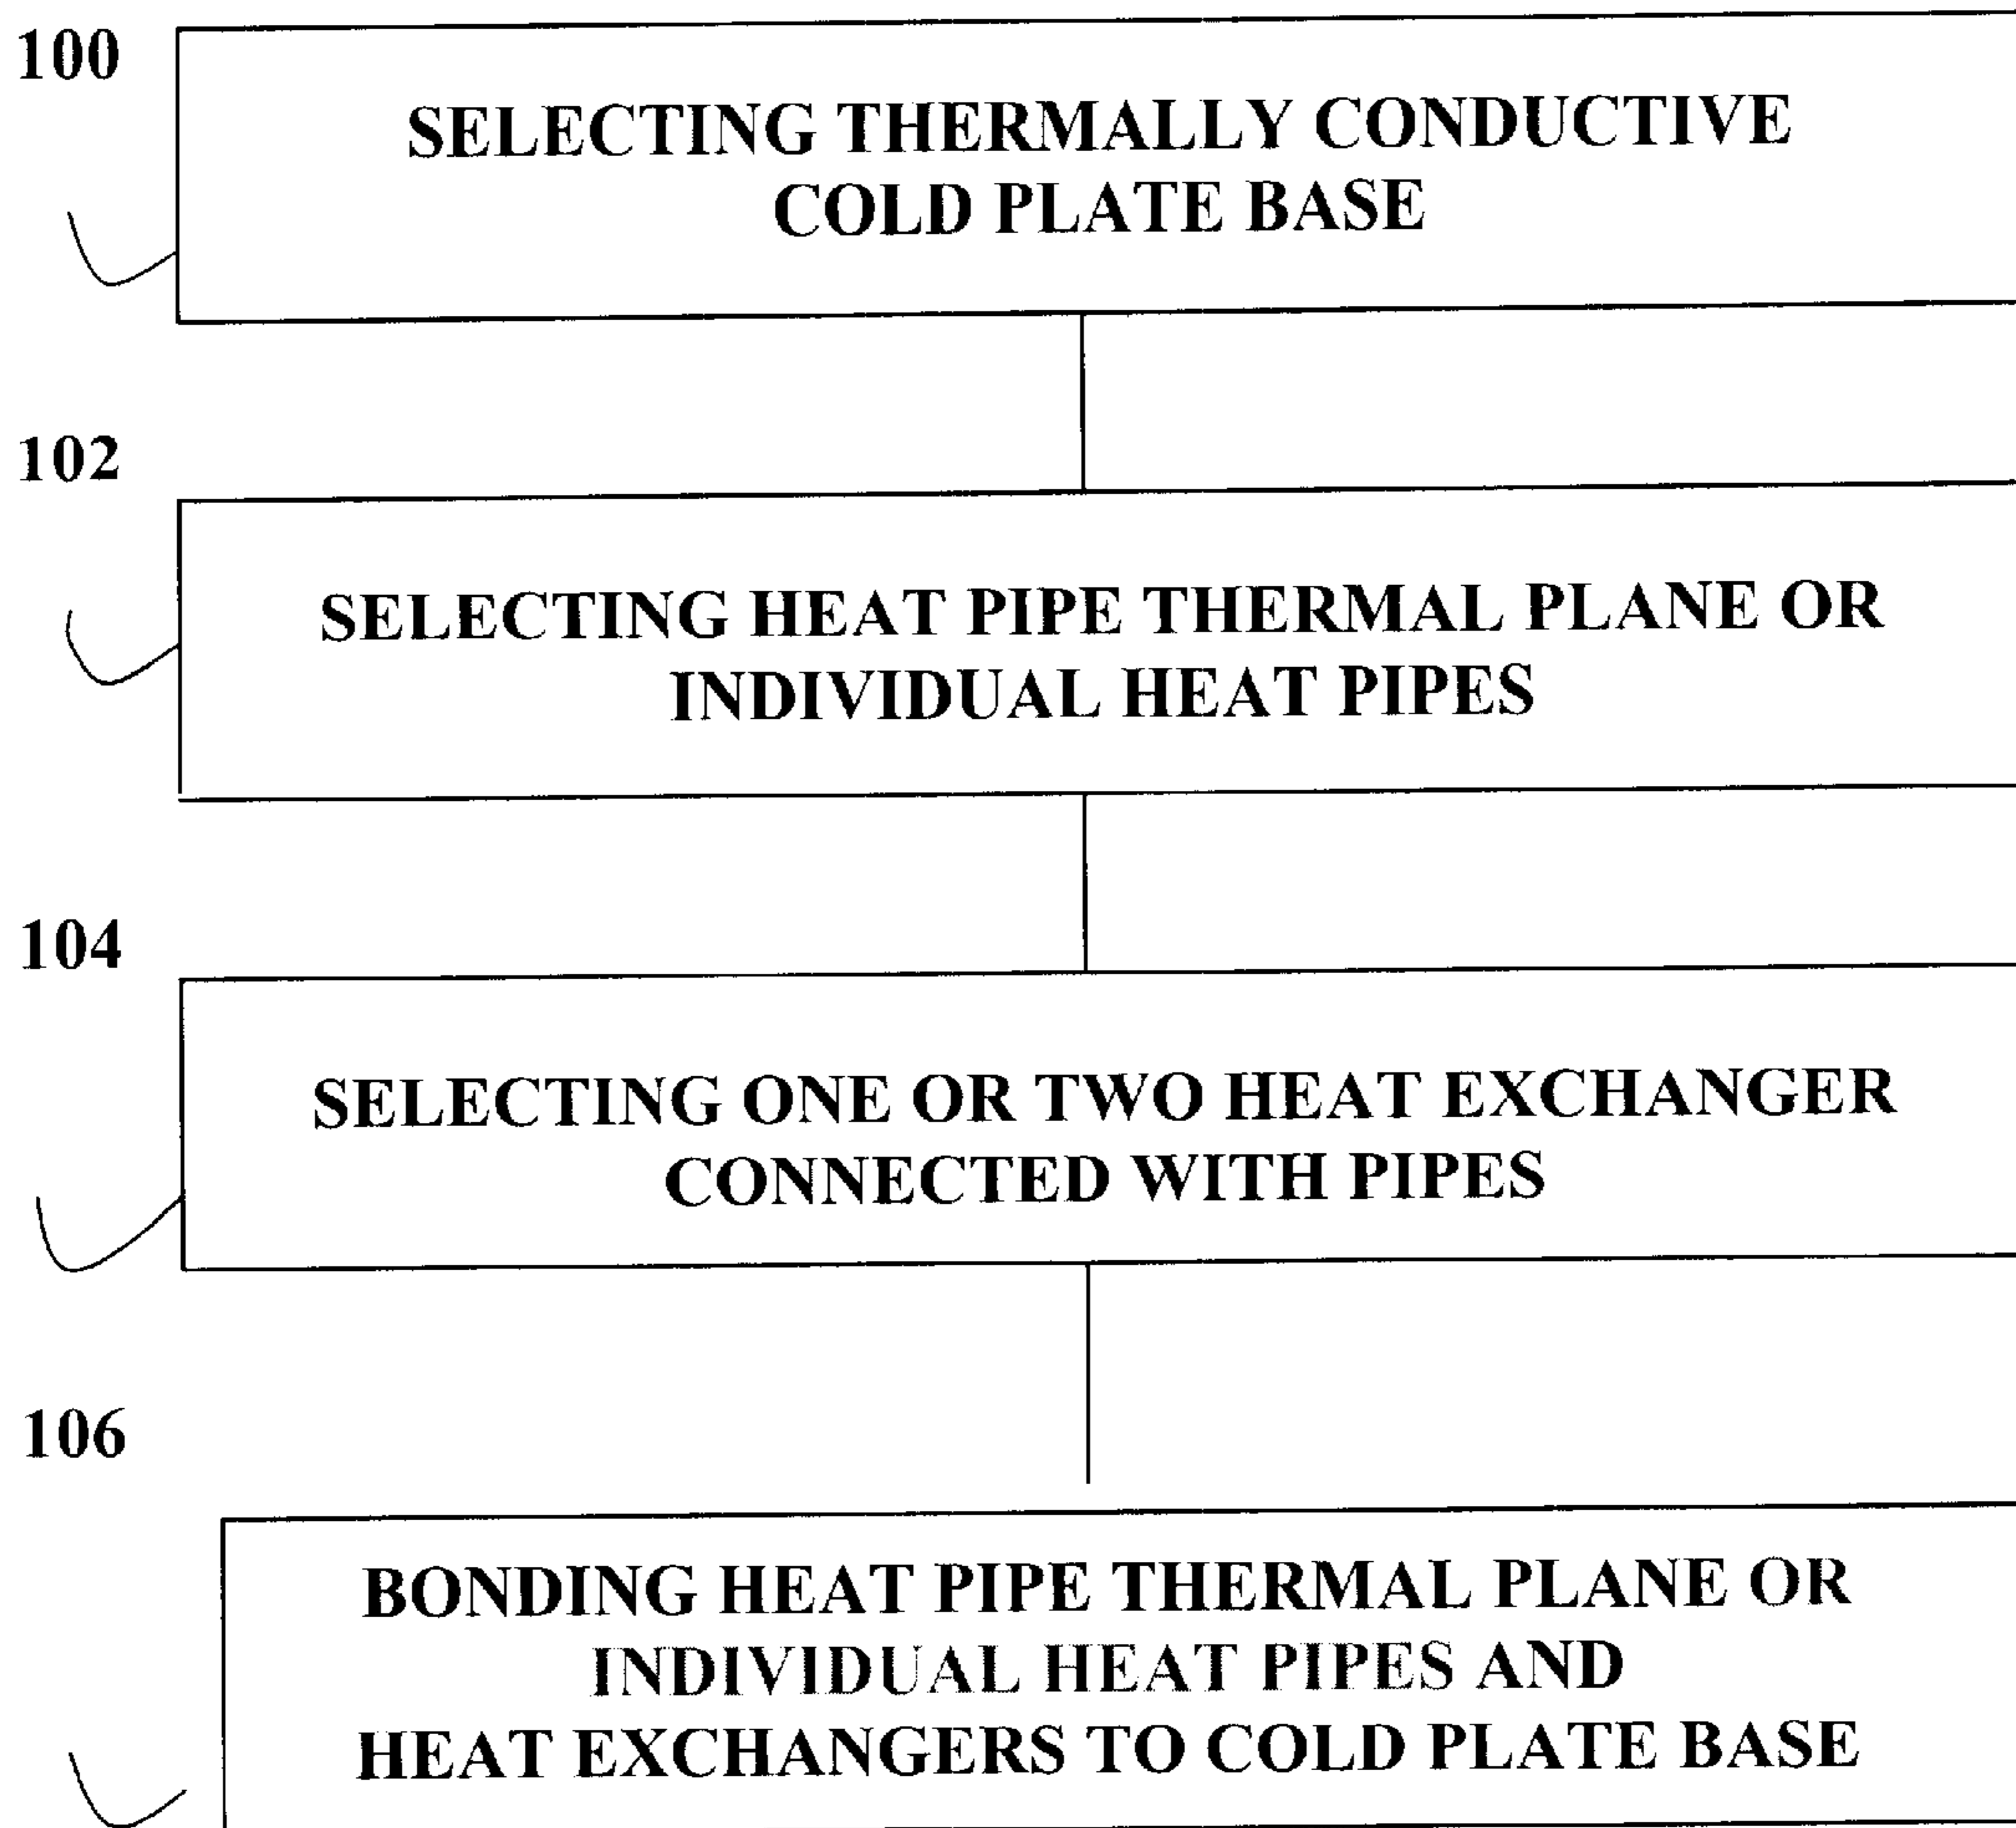 100
SELECTING THERMALLY CONDUCTIVE
COLD PLATE BASE
102
SELECTING HEAT PIPE THERMAL PLANE OR
INDIVIDUAL HEAT PIPES
104
SELECTING ONE OR TWO HEAT EXCHANGER
CONNECTED WITH PIPES
106
BONDING HEAT PIPE THERMAL PLANE OR
INDIVIDUAL HEAT PIPES AND
HEAT EXCHANGERS TO COLD PLATE BASE